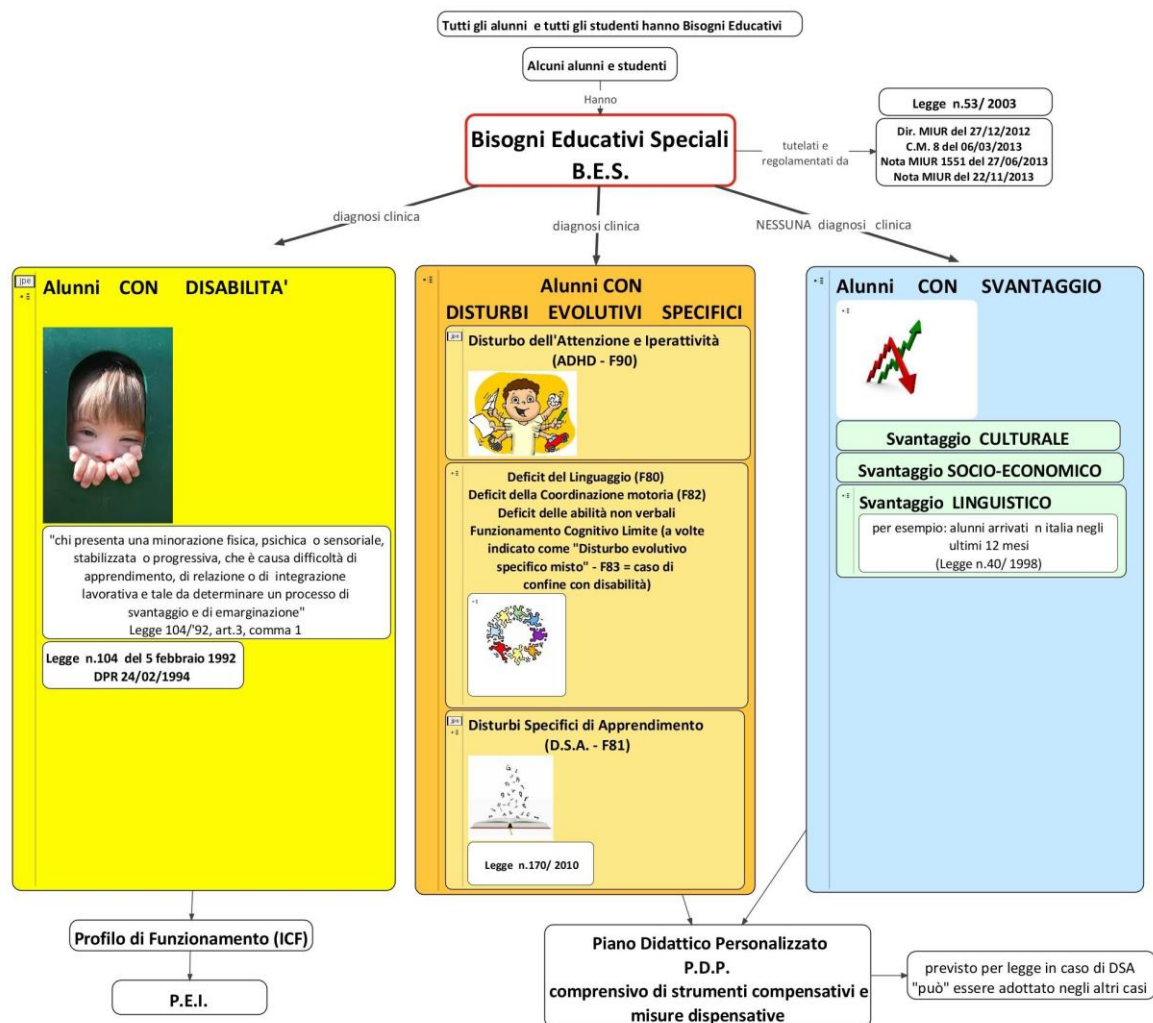 Tutti gli alunni e tutti gli studenti hanno Bisogni Educativi
Alcuni alunni e studenti
Hanno
Bisogni Educativi Speciali
B.E.S.
tutelati e
regolamentati da
Legge n.53/ 2003
Dir. MIUR del 27/12/2012
C.M. 8 del 06/03/2013
Nota MIUR 1551 del 27/06/2013
Nota MIUR del 22/11/2013
diagnosi clinica
diagnosi clinica
NESSUNA diagnosi clinica
jpe
Alunni CON DISABILITA'
"chi presenta una minorazione fisica, psichica o sensoriale,
stabilizzata o progressiva, che è causa difficoltà di
apprendimento, di relazione o di integrazione
lavorativa e tale da determinare un processo di
svantaggio e di emarginazione"
Legge 104/'92, art.3, comma 1
Legge n.104 del 5 febbraio 1992
DPR 24/02/1994
Alunni CON
DISTURBI EVOLUTIVI SPECIFICI
jpe
Disturbo dell'Attenzione e Iperattività
(ADHD - F90)
Deficit del Linguaggio (F80)
Deficit della Coordinazione motoria (F82)
Deficit delle abilità non verbali
Funzionamento Cognitivo Limite (a volte
indicato come "Disturbo evolutivo
specifico misto" - F83 = caso di
confine con disabilità)
jpe
Disturbi Specifici di Apprendimento
(D.S.A. - F81)
Legge n.170/ 2010
Alunni CON SVANTAGGIO
Svantaggio CULTURALE
Svantaggio SOCIO-ECONOMICO
Svantaggio LINGUISTICO
per esempio: alunni arrivati n italia negli
ultimi 12 mesi
(Legge n.40/ 1998)
Profilo di Funzionamento (ICF)
P.E.I.
Piano Didattico Personalizzato
P.D.P.
comprensivo di strumenti compensativi e
misure dispensative
previsto per legge in caso di DSA
"può" essere adottato negli altri casi